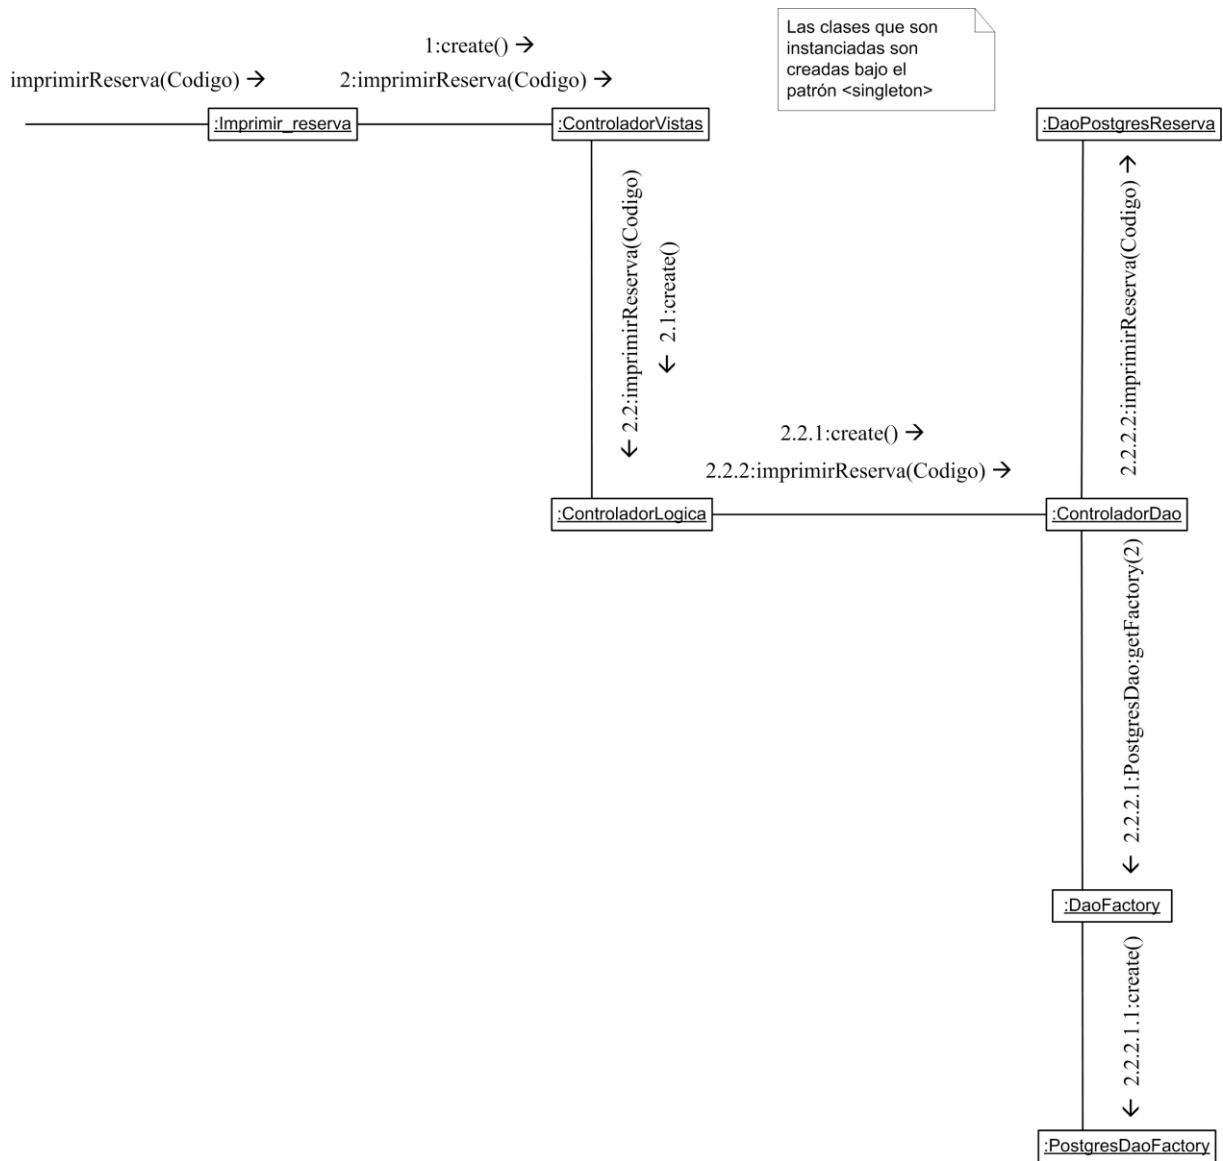 Las clases que son
instanciadas son
creadas bajo el
patrón <singleton>
1:create() →
imprimirReserva(Codigo) →
2:imprimirReserva(Codigo) →
:Imprimir_reserva
:ControladorVistas
:DaoPostgresReserva
← 2.2:imprimirReserva(Codigo)
← 2.1:create()
2.2.2.2:imprimirReserva(Codigo) →
2.2.1:create() →
2.2.2:imprimirReserva(Codigo) →
:ControladorLogica
:ControladorDao
← 2.2.2.1:PostgresDao:getFactory(2)
:DaoFactory
← 2.2.2.1.1:create()
:PostgresDaoFactory